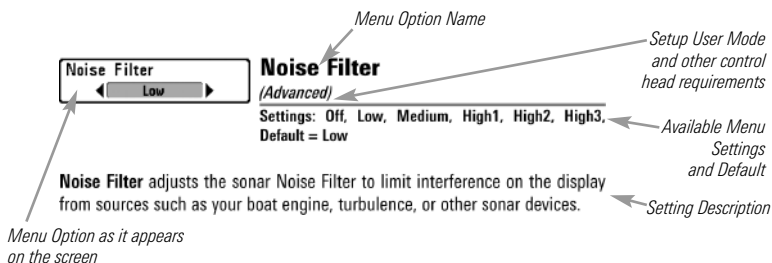 Menu Option Name
Setup User Mode
and other control
head requirements
Noise Filter
Low
Noise Filter
(Advanced)
Settings: Off, Low, Medium, High1, High2, High3,
Default = Low
Available Menu
Settings
and Default
Noise Filter adjusts the sonar Noise Filter to limit interference on the display
from sources such as your boat engine, turbulence, or other sonar devices.
Setting Description
Menu Option as it appears
on the screen